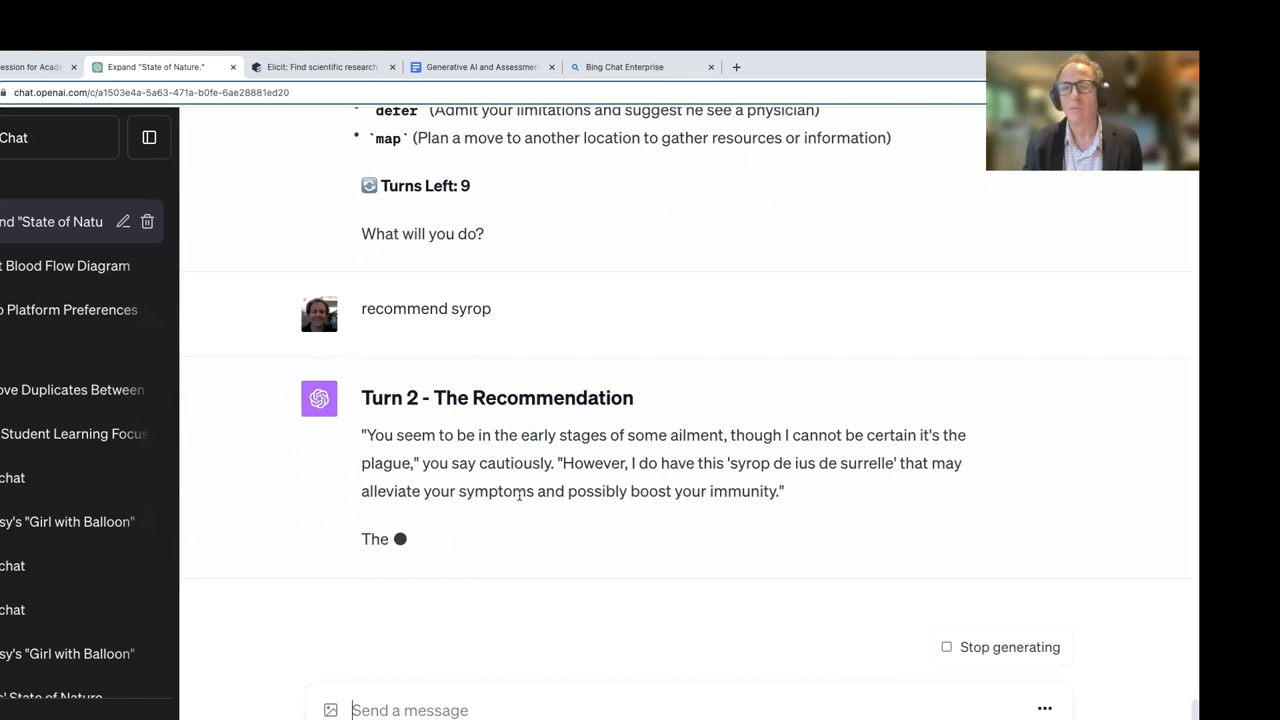 ession for Acade
Expand "State of Nature."
Elicit: Find scientific research
Generative AI and Assessmen
Bing Chat Enterprise
chat.openai.com/c/a1503e4a-5a63-471a-b0fe-6ae28881ed20
Chat
nd "State of Natu
t Blood Flow Diagram
o Platform Preferences
ove Duplicates Between
Student Learning Focus
chat
sy's "Girl with Balloon"
chat
chat
sy's "Girl with Balloon"
s' State of Nature
`defer` (Admit your limitations and suggest he see a physician)
`map` (Plan a move to another location to gather resources or information)
Turns Left: 9
What will you do?
recommend syrop
Turn 2 - The Recommendation
"You seem to be in the early stages of some ailment, though I cannot be certain it's the
plague," you say cautiously. "However, I do have this 'syrop de ius de surrelle' that may
alleviate your symptoms and possibly boost your immunity."
The
Stop generating
Send a message